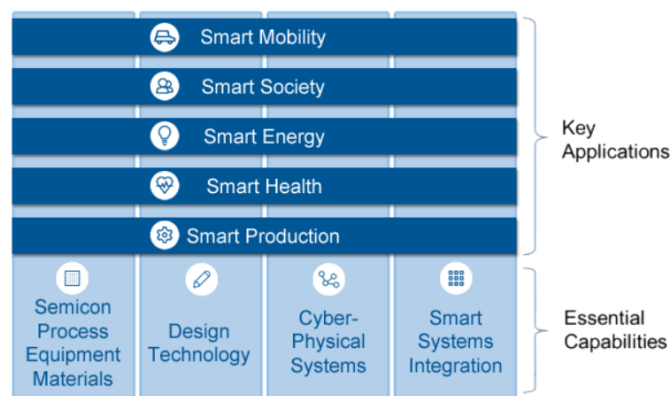 Smart Mobility
Smart Society
Smart Energy
Smart Health
Smart Production
Key
Applications
Semicon
Process
Equipment
Materials
Design
Technology
Cyber-
Physical
Systems
Smart
Systems
Integration
Essential
Capabilities